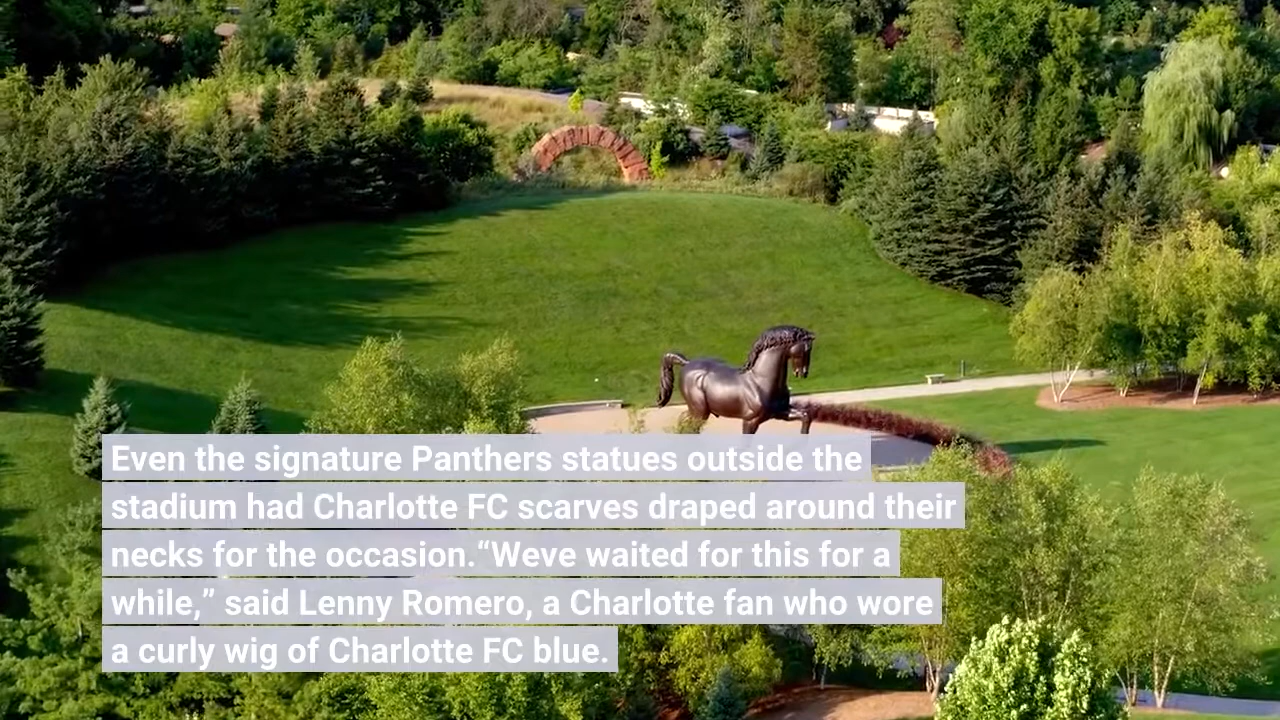 Even the signature Panthers statues outside the
stadium had Charlotte FC scarves draped around their
necks for the occasion.“Weve waited for this for a
while,” said Lenny Romero, a Charlotte fan who wore
a curly wig of Charlotte FC blue.